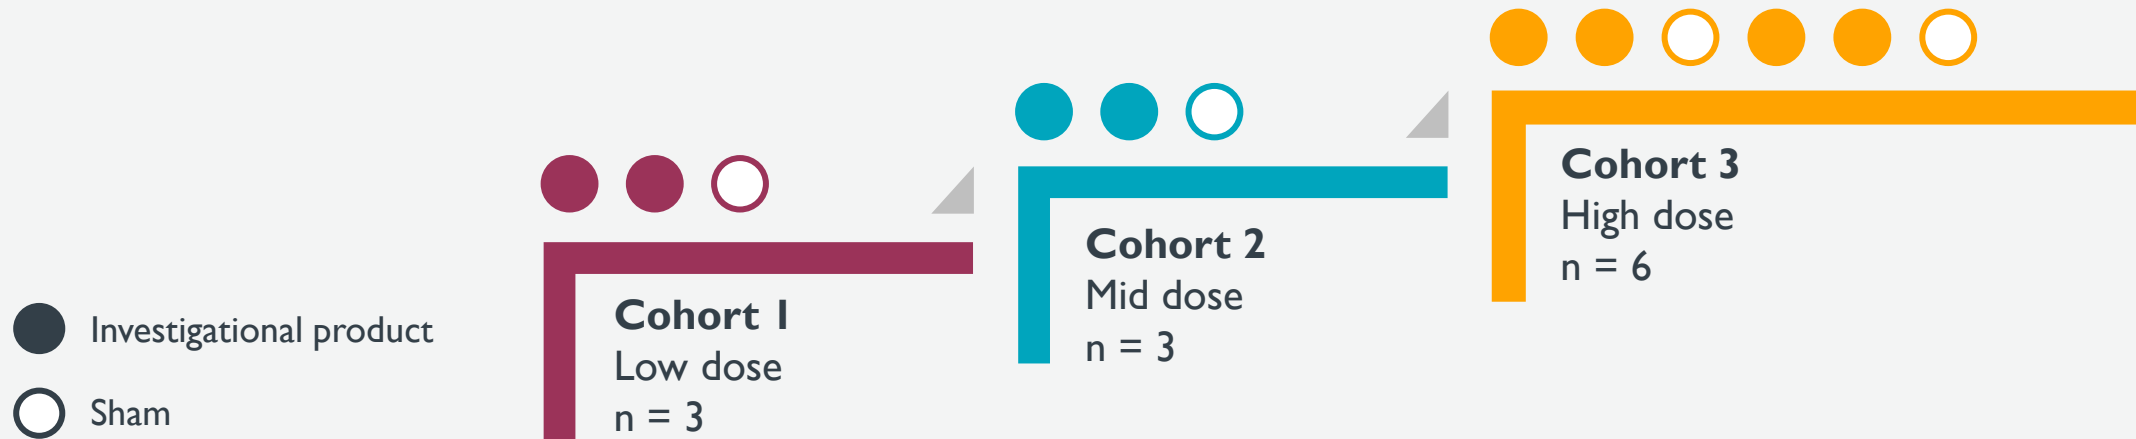 Investigational product
Sham
Cohort 1
Low dose
n = 3
Cohort 2
Mid dose
n = 3
Cohort 3
High dose
n = 6